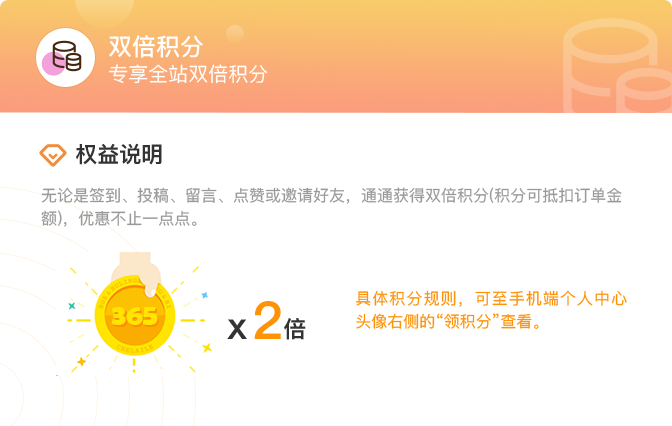 双倍积分
专享全站双倍积分
权益说明
无论是签到、投稿、留言、点赞或邀请好友，通通获得双倍积分(积分可抵扣订单金
额)，优惠不止一点点。
365
x 2倍
具体积分规则，可至手机端个人中心
头像右侧的“领积分”查看。